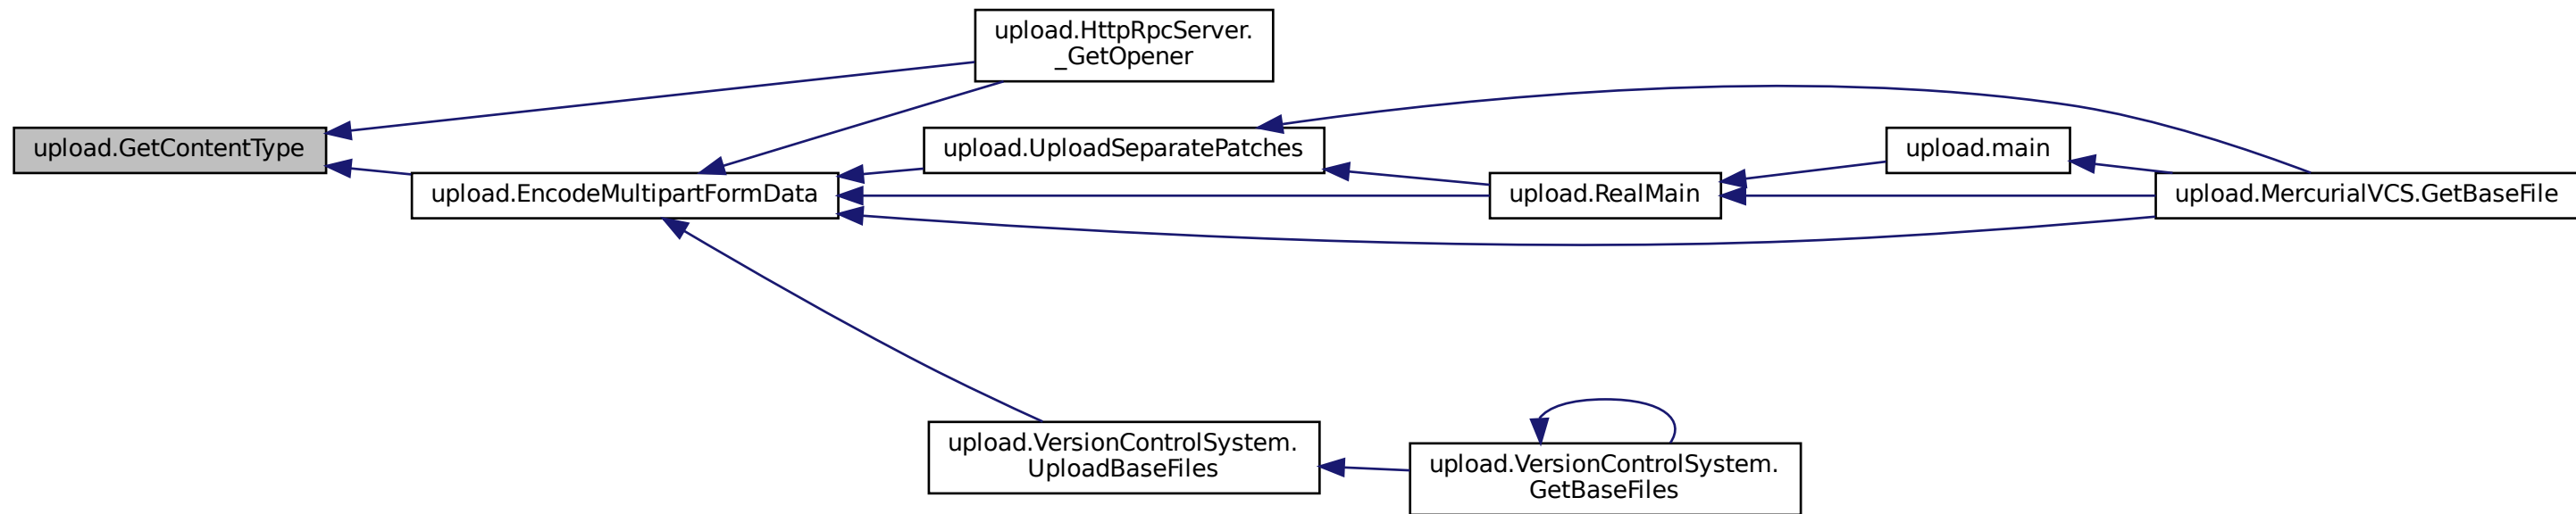 upload.HttpRpcServer.
_GetOpener
upload.GetContentType
upload.UploadSeparatePatches
upload.main
upload.EncodeMultipartFormData
upload.RealMain
upload.MercurialVCS.GetBaseFile
upload.VersionControlSystem.
UploadBaseFiles
upload.VersionControlSystem.
GetBaseFiles